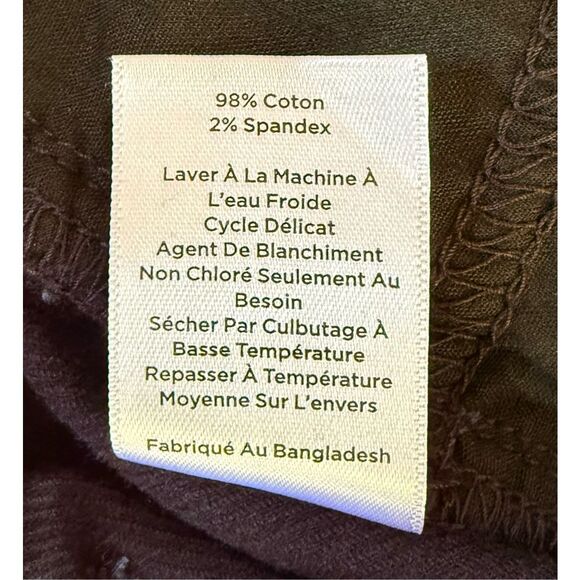 98% Coton
2% Spandex
Laver À La Machine À
L'eau Froide
Cycle Délicat
Agent De Blanchiment
Non Chloré Seulement Au
Besoin
Sécher Par Culbutage À
Basse Température
Repasser À Température
Moyenne Sur L'envers
Fabriqué Au Bangladesh